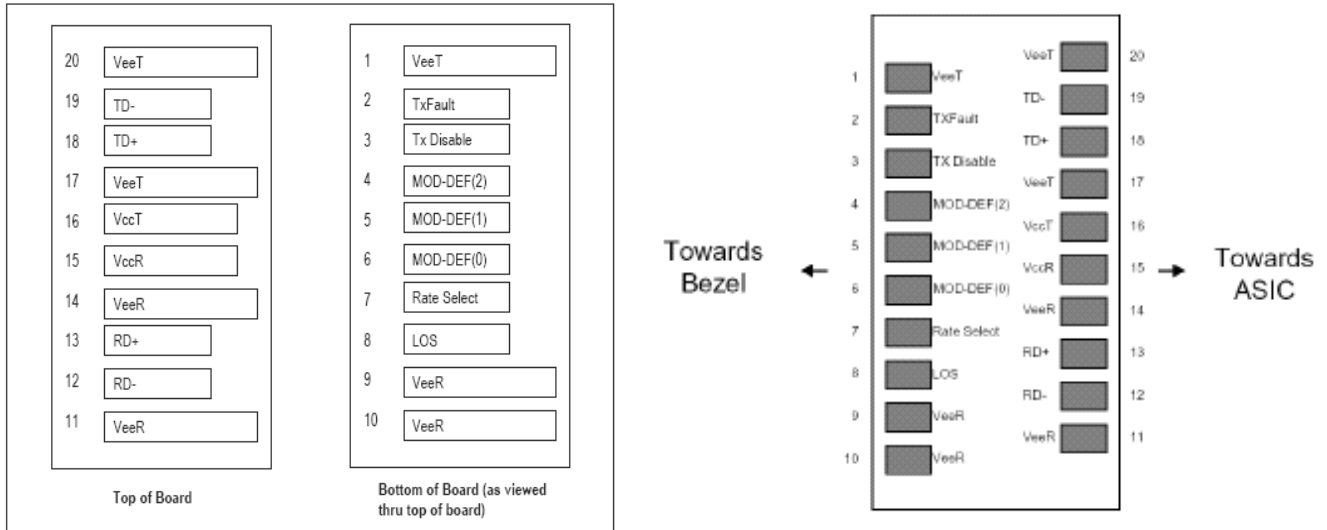 20 VeeT
19 TD-
18 TD+
17 VeeT
16 VccT
15 VccR
14 VeeR
13 RD+
12 RD-
11 VeeR
Top of Board
1 VeeT
2 TxFault
3 Tx Disable
4 MOD-DEF(2)
5 MOD-DEF(1)
6 MOD-DEF(0)
7 Rate Select
8 LOS
9 VeeR
10 VeeR
Bottom of Board (as viewed
thru top of board)
Towards
Bezel
1 VeeT
2 TXFault
3 TX Disable
4 MOD-DEF(2)
5 MOD-DEF(1)
6 MOD-DEF(0)
7 Rate Select
8 LOS
9 VeeR
10 VeeR
VeeT 20
TD- 19
TD+ 18
VeeT 17
VccT 16
VccR 15
VeeR 14
RD+ 13
RD- 12
VeeR 11
Towards
ASIC